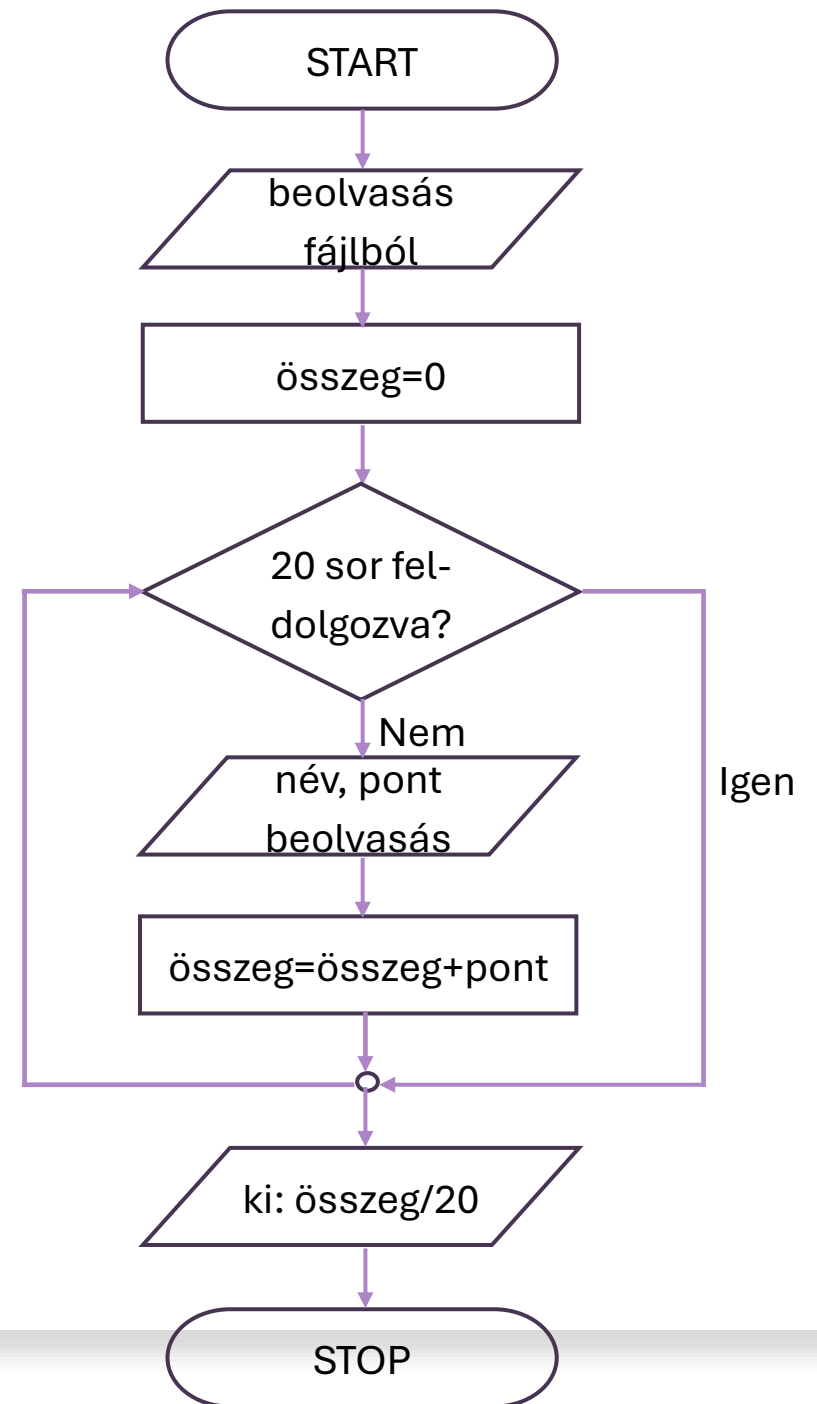 START
beolvasás
fájlból
összeg=0
20 sor fel-
dolgozva?
Nem
Igen
név, pont
beolvasás
összeg=összeg+pont
ki: összeg/20
STOP